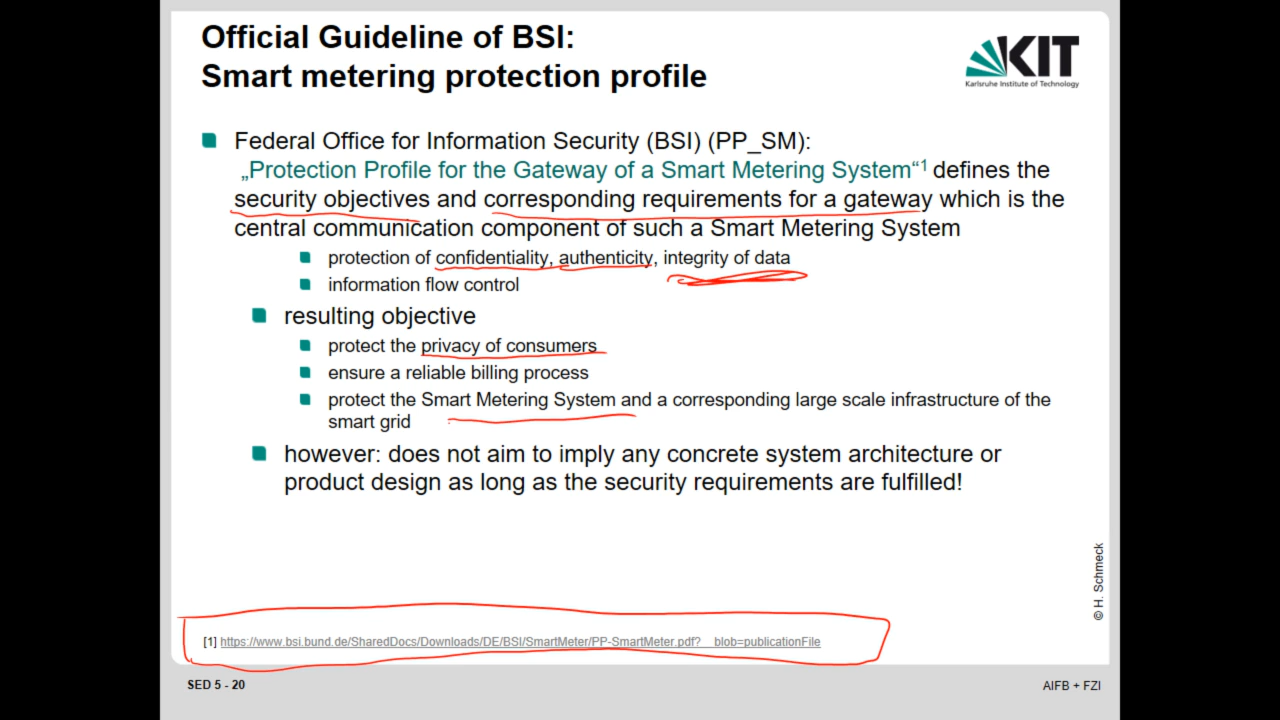 Official Guideline of BSI:
Smart metering protection profile
KIT
Karlsruhe Institute of Technology
Federal Office for Information Security (BSI) (PP_SM):
„Protection Profile for the Gateway of a Smart Metering System“1 defines the
security objectives and corresponding requirements for a gateway which is the
central communication component of such a Smart Metering System
protection of confidentiality, authenticity, integrity of data
information flow control
resulting objective
protect the privacy of consumers
ensure a reliable billing process
protect the Smart Metering System and a corresponding large scale infrastructure of the
smart grid
however: does not aim to imply any concrete system architecture or
product design as long as the security requirements are fulfilled!
© H. Schmeck
[1] https://www.bsi.bund.de/SharedDocs/Downloads/DE/BSI/SmartMeter/PP-SmartMeter.pdf?__blob=publicationFile
SED 5 - 20
AIFB + FZI